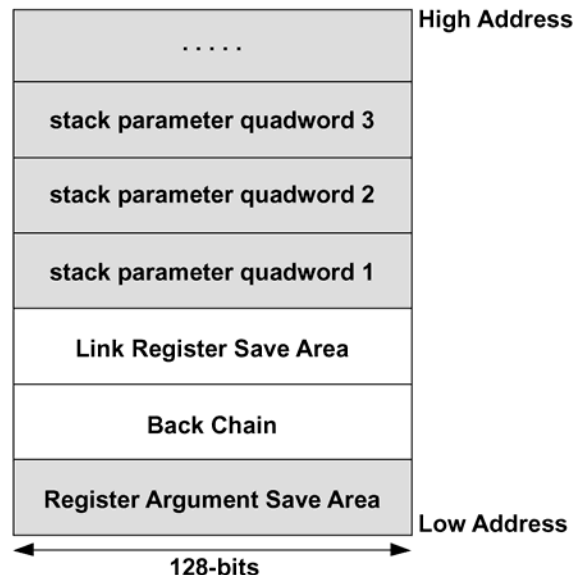 High Address
. . . . .
stack parameter quadword 3
stack parameter quadword 2
stack parameter quadword 1
Link Register Save Area
Back Chain
Register Argument Save Area
Low Address
128-bits